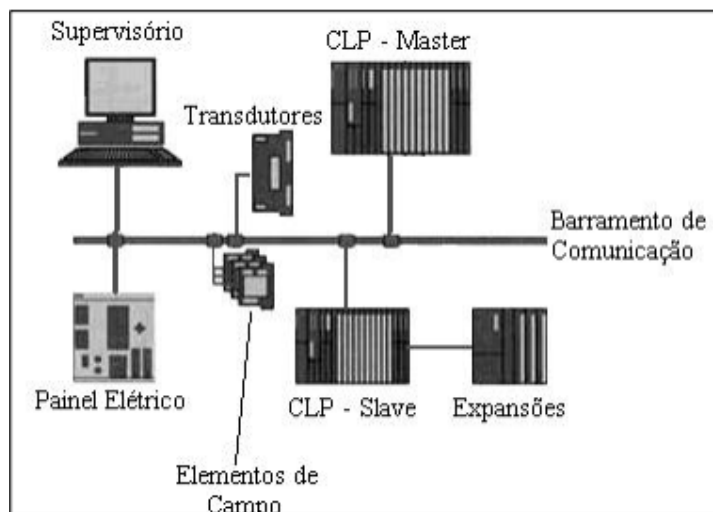 Supervisório
CLP - Master
Transdutores
Barramento de
Comunicação
Painel Elétrico
CLP - Slave
Expansões
Elementos de
Campo